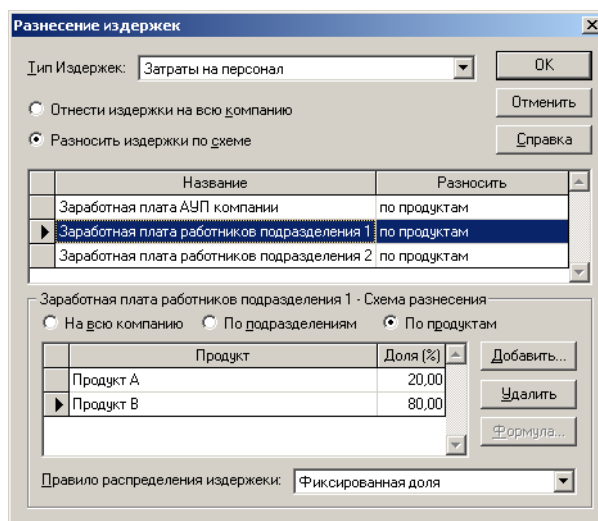 Разнесение издержек
Тип Издержек: Затраты на персонал
OK
Отнести издержки на всю компанию
Отменить
Разносить издержки по схеме
Справка
Название Разносить
Заработная плата АУП компании по продуктам
Заработная плата работников подразделения 1 по продуктам
Заработная плата работников подразделения 2 по продуктам
Заработная плата работников подразделения 1 - Схема разнесения
На всю компанию По подразделениям По продуктам
Продукт Доля (%) Добавить...
Продукт А 20,00
Удалить
Продукт В 80,00
Формула...
Правило распределения издержеки: Фиксированная доля